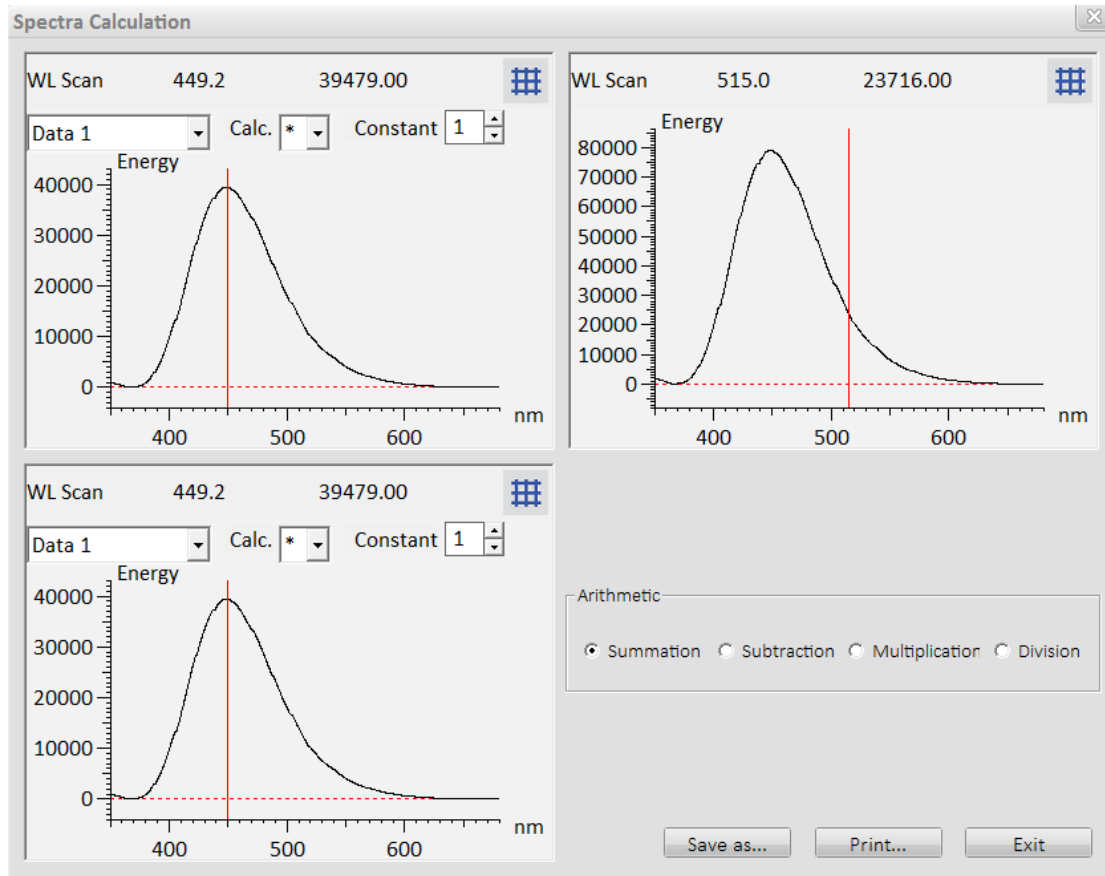 Spectra Calculation
WL Scan 449.2 39479.00
Data 1 Calc. * Constant 1
Energy
40000
30000
20000
10000
0
400 500 600 nm
WL Scan 515.0 23716.00
Energy
80000
70000
60000
50000
40000
30000
20000
10000
0
400 500 600 nm
WL Scan 449.2 39479.00
Data 1 Calc. * Constant 1
Energy
40000
30000
20000
10000
0
400 500 600 nm
Arithmetic
Summation Subtraction Multiplication Division
Save as... Print... Exit